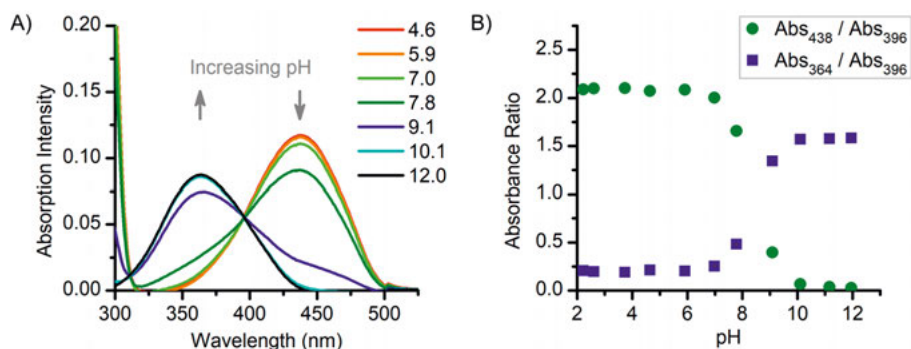 A)
Absorption Intensity
0.20
0.15
0.10
0.05
0.00
Increasing pH
4.6
5.9
7.0
7.8
9.1
10.1
12.0
300 350 400 450 500
Wavelength (nm)
B)
Abs438 / Abs396
Abs364 / Abs396
Absorbance Ratio
2.5
2.0
1.5
1.0
0.5
0.0
2 4 6 8 10 12
pH